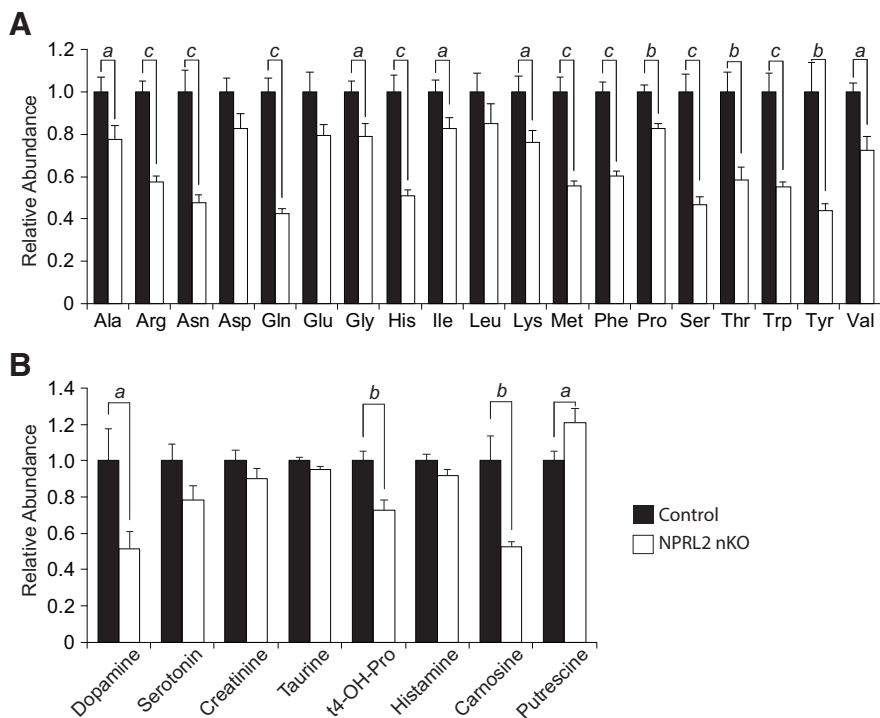 A
Relative Abundance
1.2
1.0
0.8
0.6
0.4
0.2
0
a c c c a c a a c c b c b c b a
Ala Arg Asn Asp Gln Glu Gly His Ile Leu Lys Met Phe Pro Ser Thr Trp Tyr Val
B
Relative Abundance
1.4
1.2
1.0
0.8
0.6
0.4
0.2
0
a b b a
Dopamine
Serotonin
Creatinine
Taurine
t4-OH-Pro
Histamine
Carnosine
Putrescine
Control
NPRL2 nKO